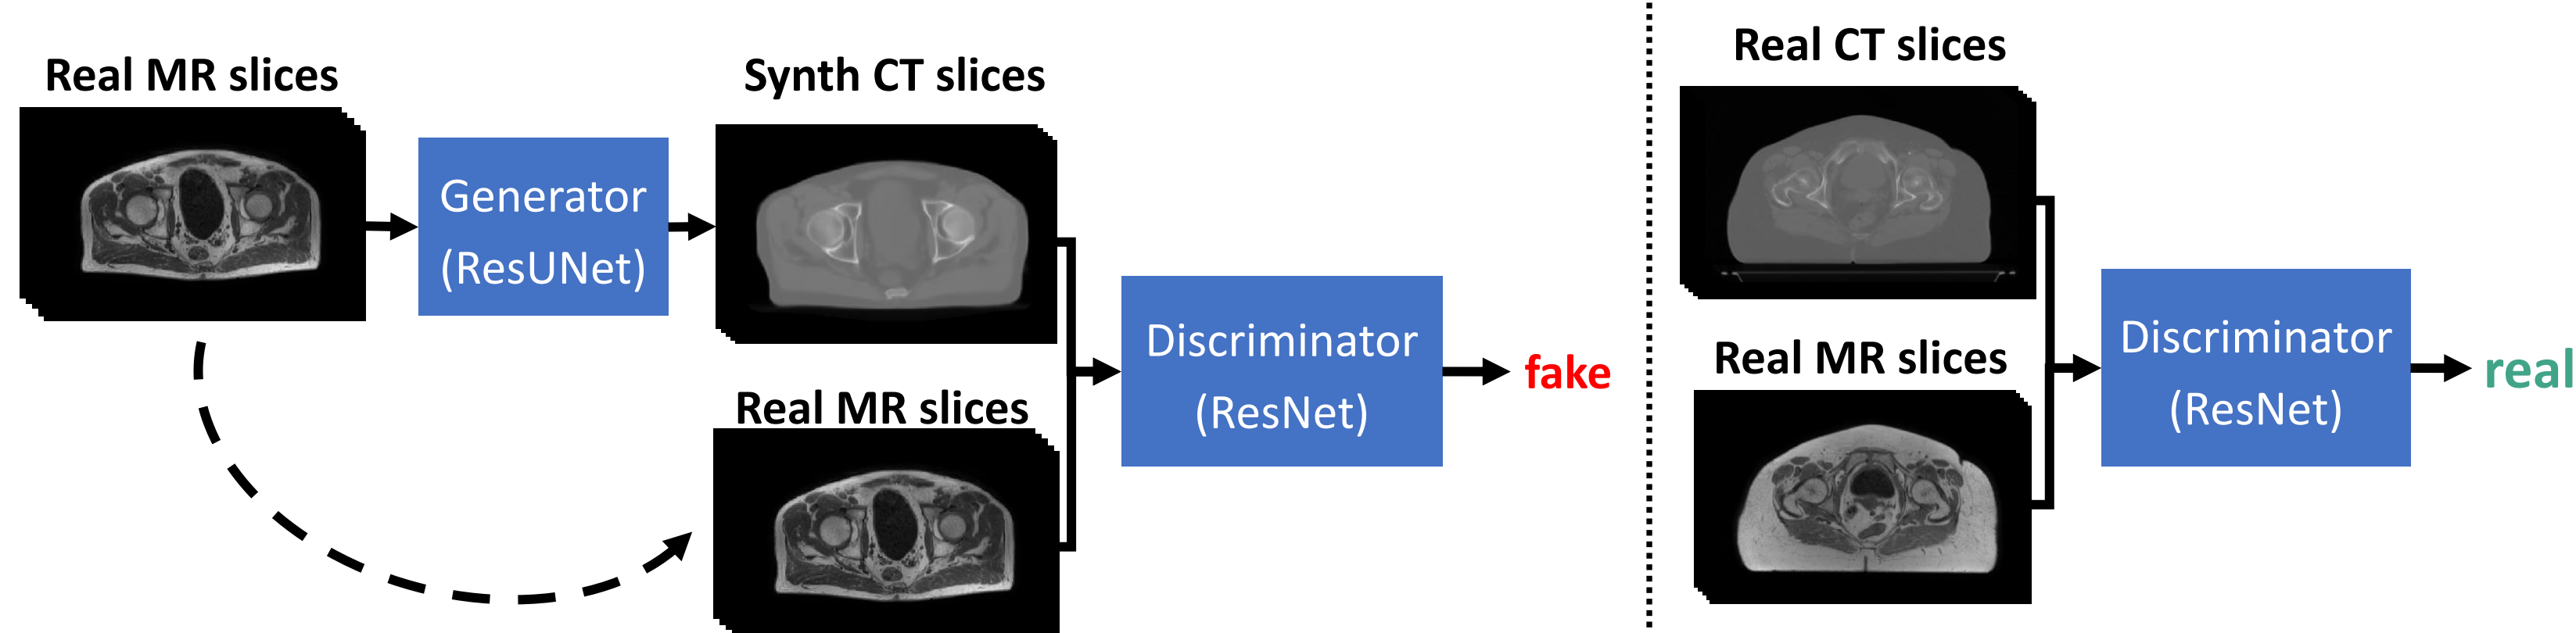 Real MR slices
Generator
(ResUNet)
Synth CT slices
Real MR slices
Discriminator
(ResNet)
fake
Real CT slices
Real MR slices
Discriminator
(ResNet)
real